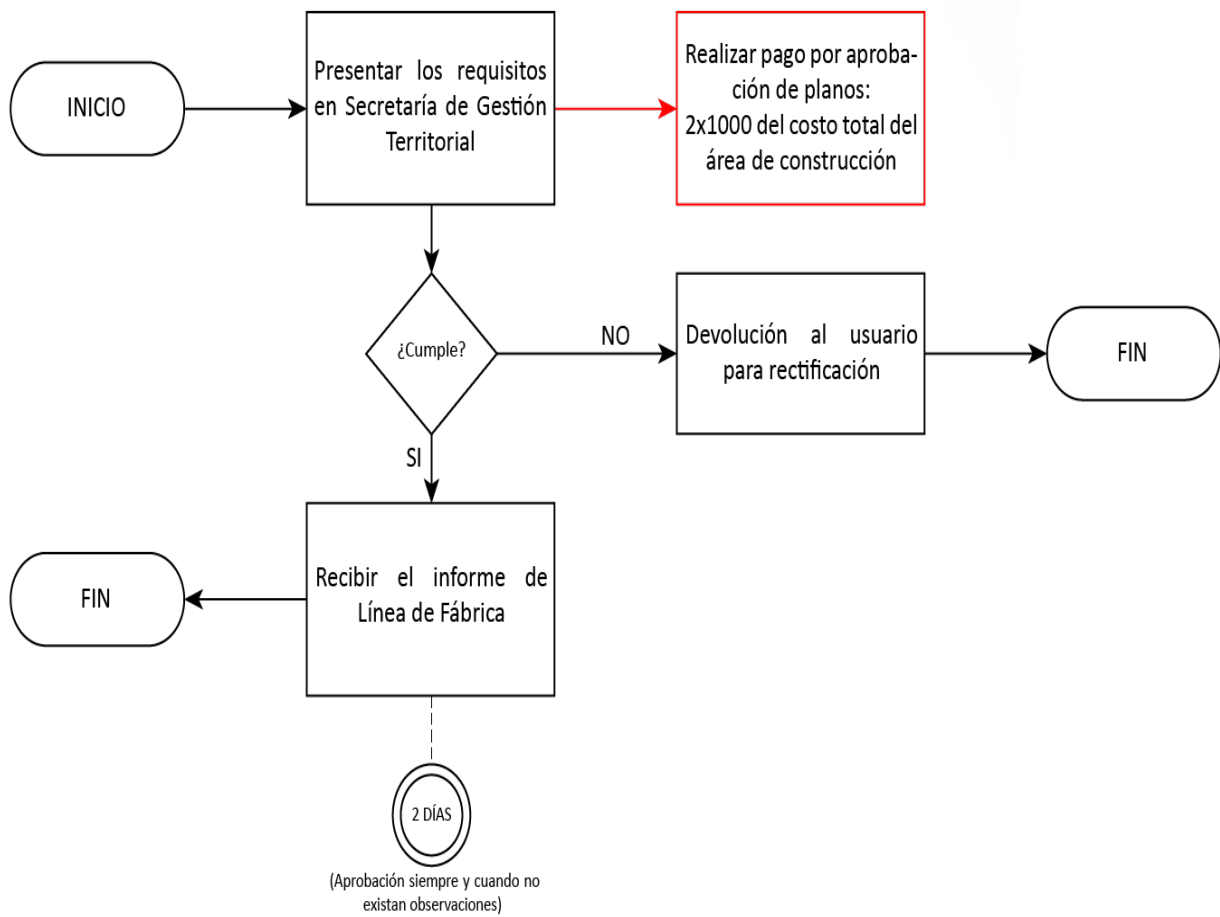 INICIO
Presentar los requisitos
en Secretaría de Gestión
Territorial
Realizar pago por aproba-
ción de planos:
2x1000 del costo total del
área de construcción
¿Cumple?
NO
Devolución al usuario
para rectificación
FIN
SI
Recibir el informe de
Línea de Fábrica
FIN
2 DÍAS
(Aprobación siempre y cuando no
existan observaciones)